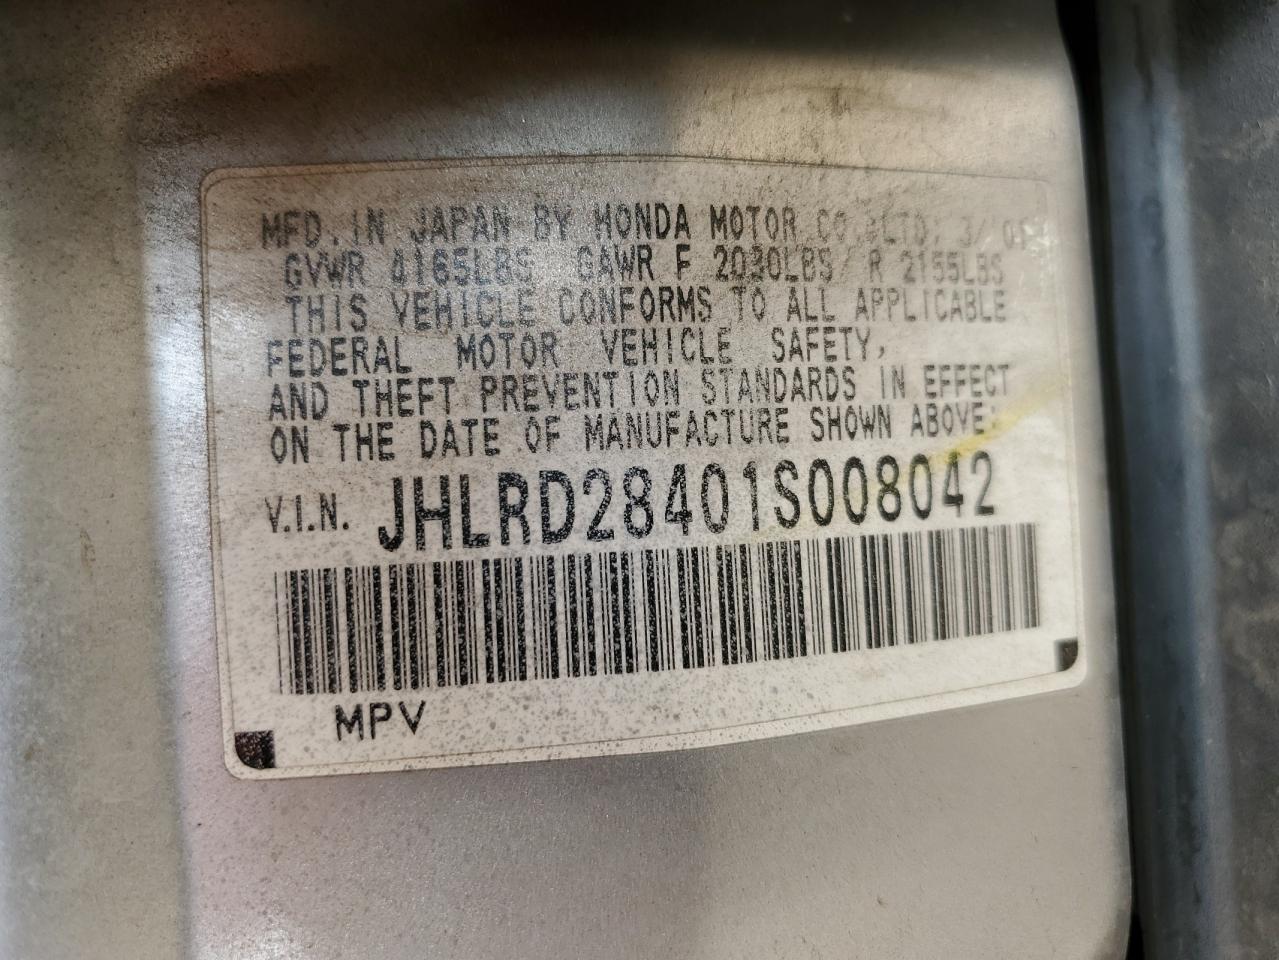 MFD. IN JAPAN BY HONDA MOTOR CO., LTD; 3/01
GVWR 4165LBS GAWR F 2030LBS R 2155LBS
THIS VEHICLE CONFORMS TO ALL APPLICABLE
FEDERAL MOTOR VEHICLE SAFETY,
AND THEFT PREVENTION STANDARDS IN EFFECT
ON THE DATE OF MANUFACTURE SHOWN ABOVE:
V.I.N. JHLRD28401S008042
MPV